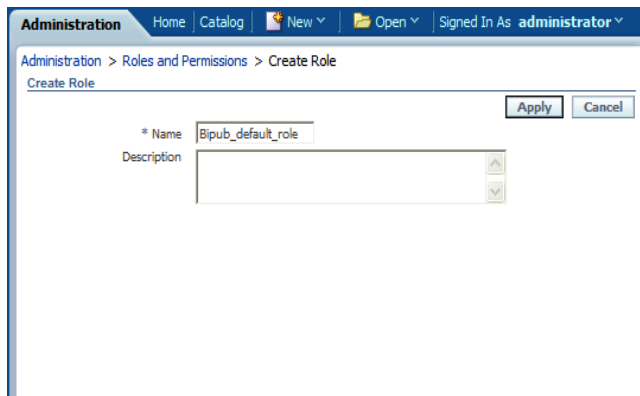 Administration Home Catalog New Open Signed In As administrator
Administration > Roles and Permissions > Create Role
Create Role
Apply Cancel
* Name Bipub_default_role
Description